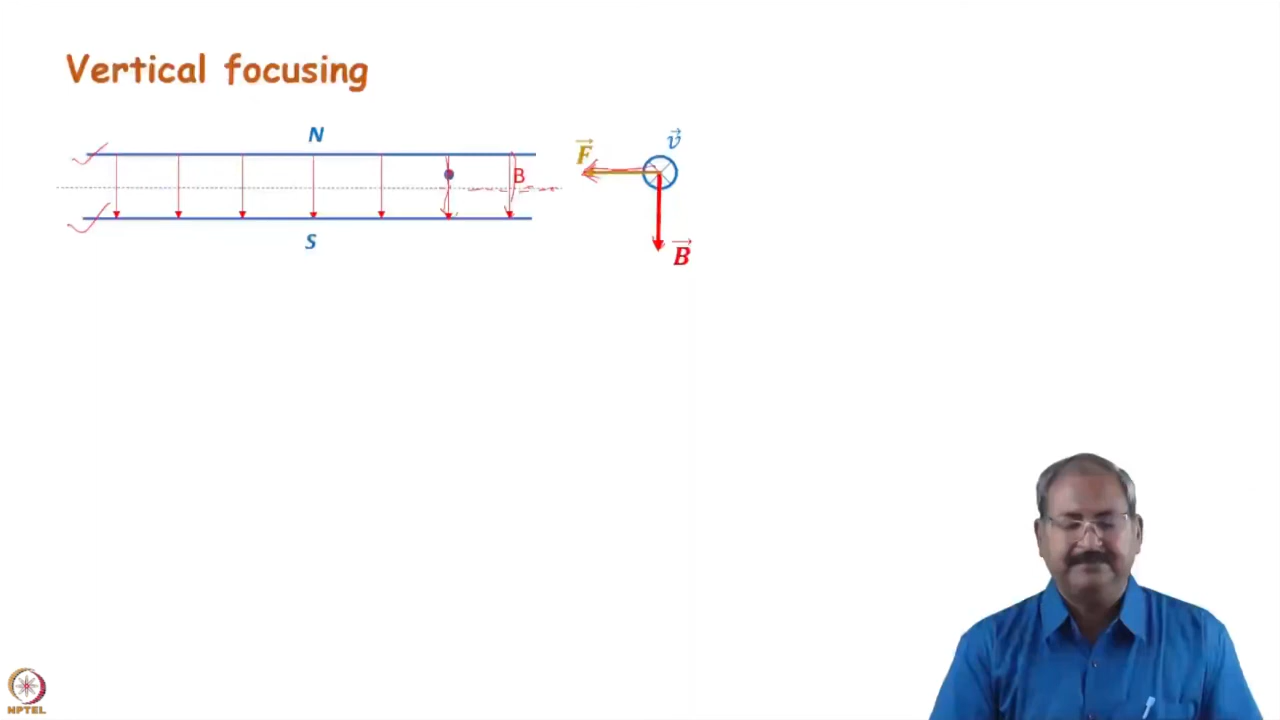 Vertical focusing
N
B
S
F⃗
v⃗
B⃗
NPTEL